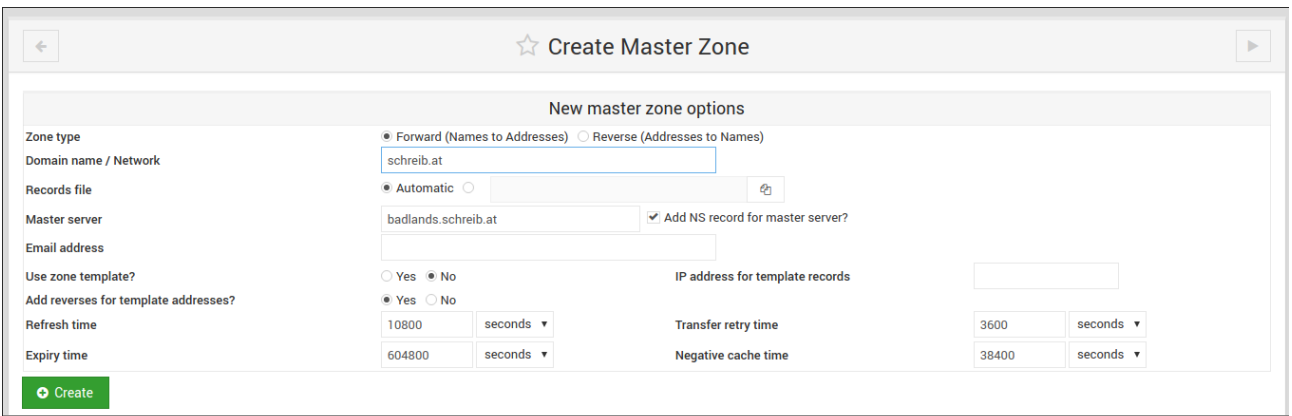 Create Master Zone
New master zone options
Zone type Forward (Names to Addresses) Reverse (Addresses to Names)
Domain name / Network schreib.at
Records file Automatic
Master server badlands.schreib.at Add NS record for master server?
Email address
Use zone template? Yes No IP address for template records
Add reverses for template addresses? Yes No
Refresh time 10800 seconds Transfer retry time 3600 seconds
Expiry time 604800 seconds Negative cache time 38400 seconds
Create